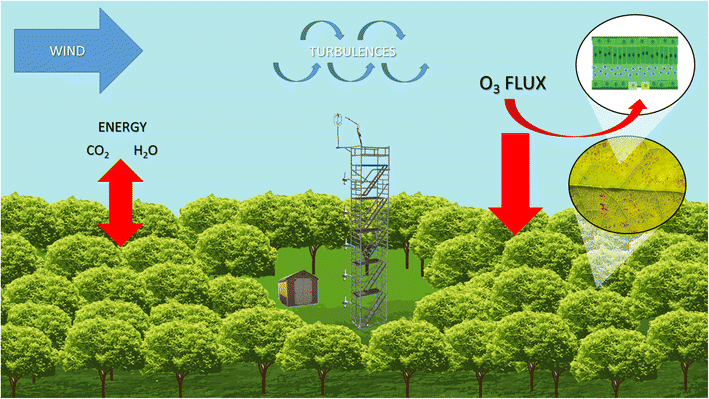 WIND
TURBULENCES
O₃ FLUX
ENERGY
CO₂ H₂O